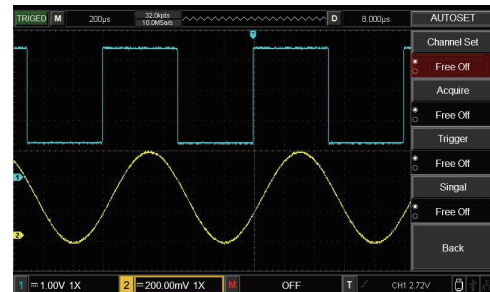 TRIGED M 200μs 32.0kpts D 8.000μs AUTOSET
10.0MSa/s
T
Channel Set
Free Off
Acquire
Free Off
Trigger
Free Off
Singal
Free Off
Back
1
2
1 1.00V 1X 2 200.00mV 1X M OFF T CH1 2.72V